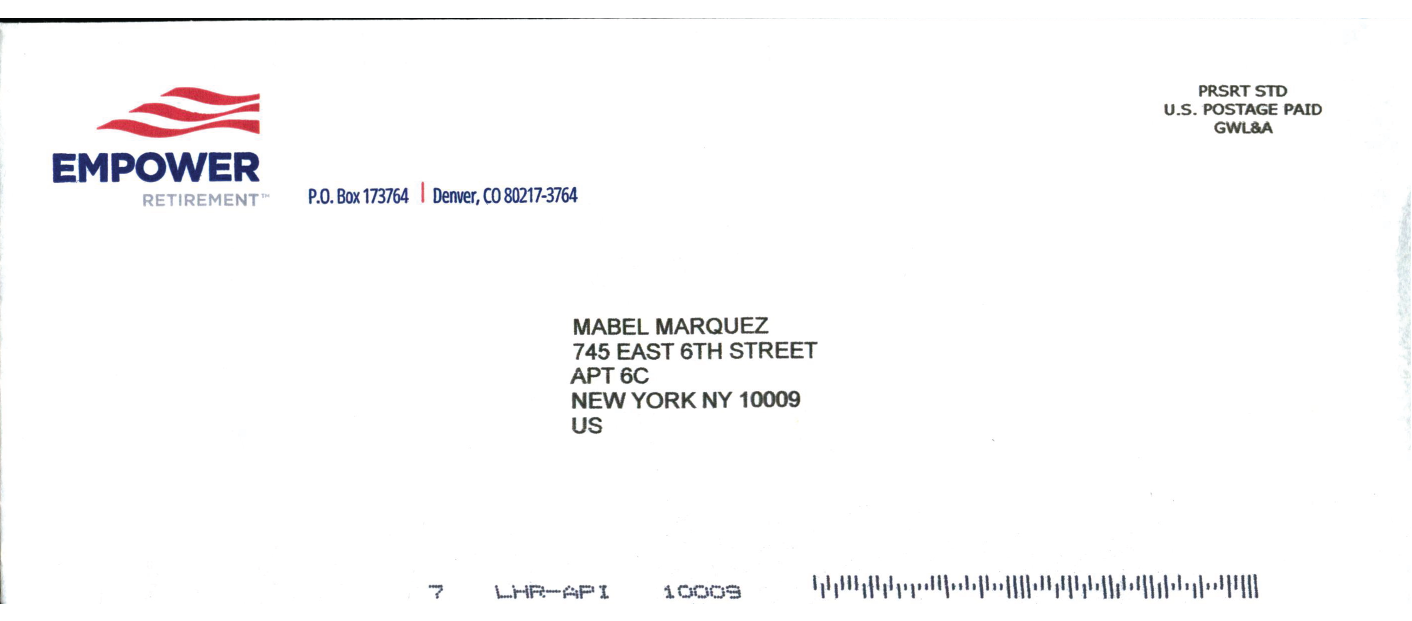 PRSRT STD
U.S. POSTAGE PAID
GWL&A
EMPOWER
RETIREMENT™
P.O. Box 173764 | Denver, CO 80217-3764
MABEL MARQUEZ
745 EAST 6TH STREET
APT 6C
NEW YORK NY 10009
US
7 LHR-API 10009